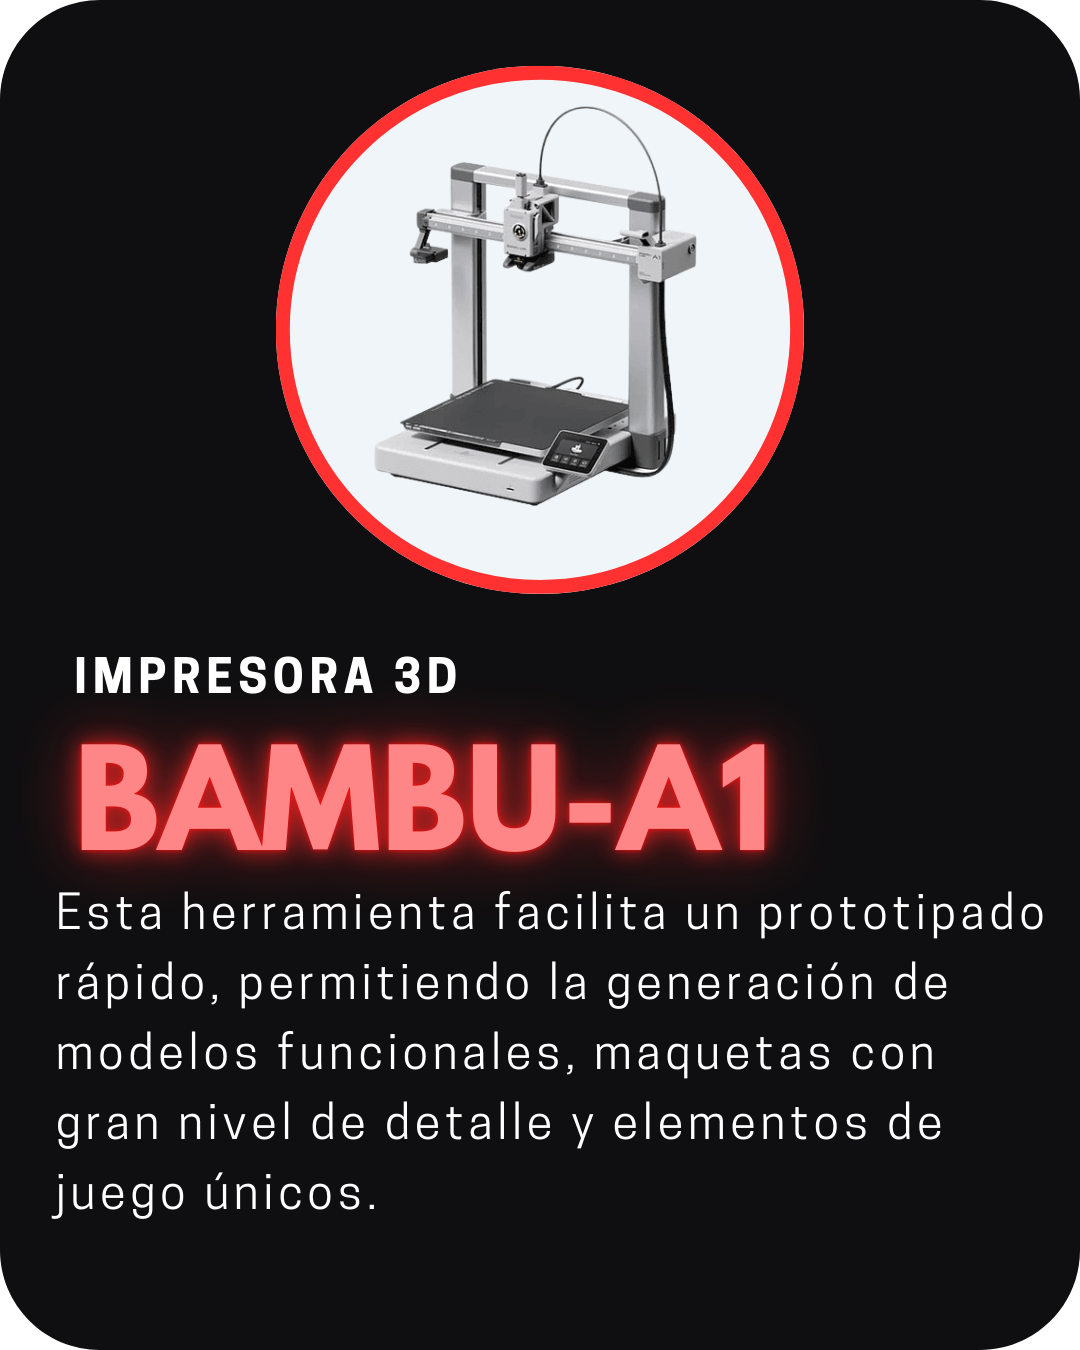 IMPRESORA 3D
BAMBU-A1
Esta herramienta facilita un prototipado
rápido, permitiendo la generación de
modelos funcionales, maquetas con
gran nivel de detalle y elementos de
juego únicos.